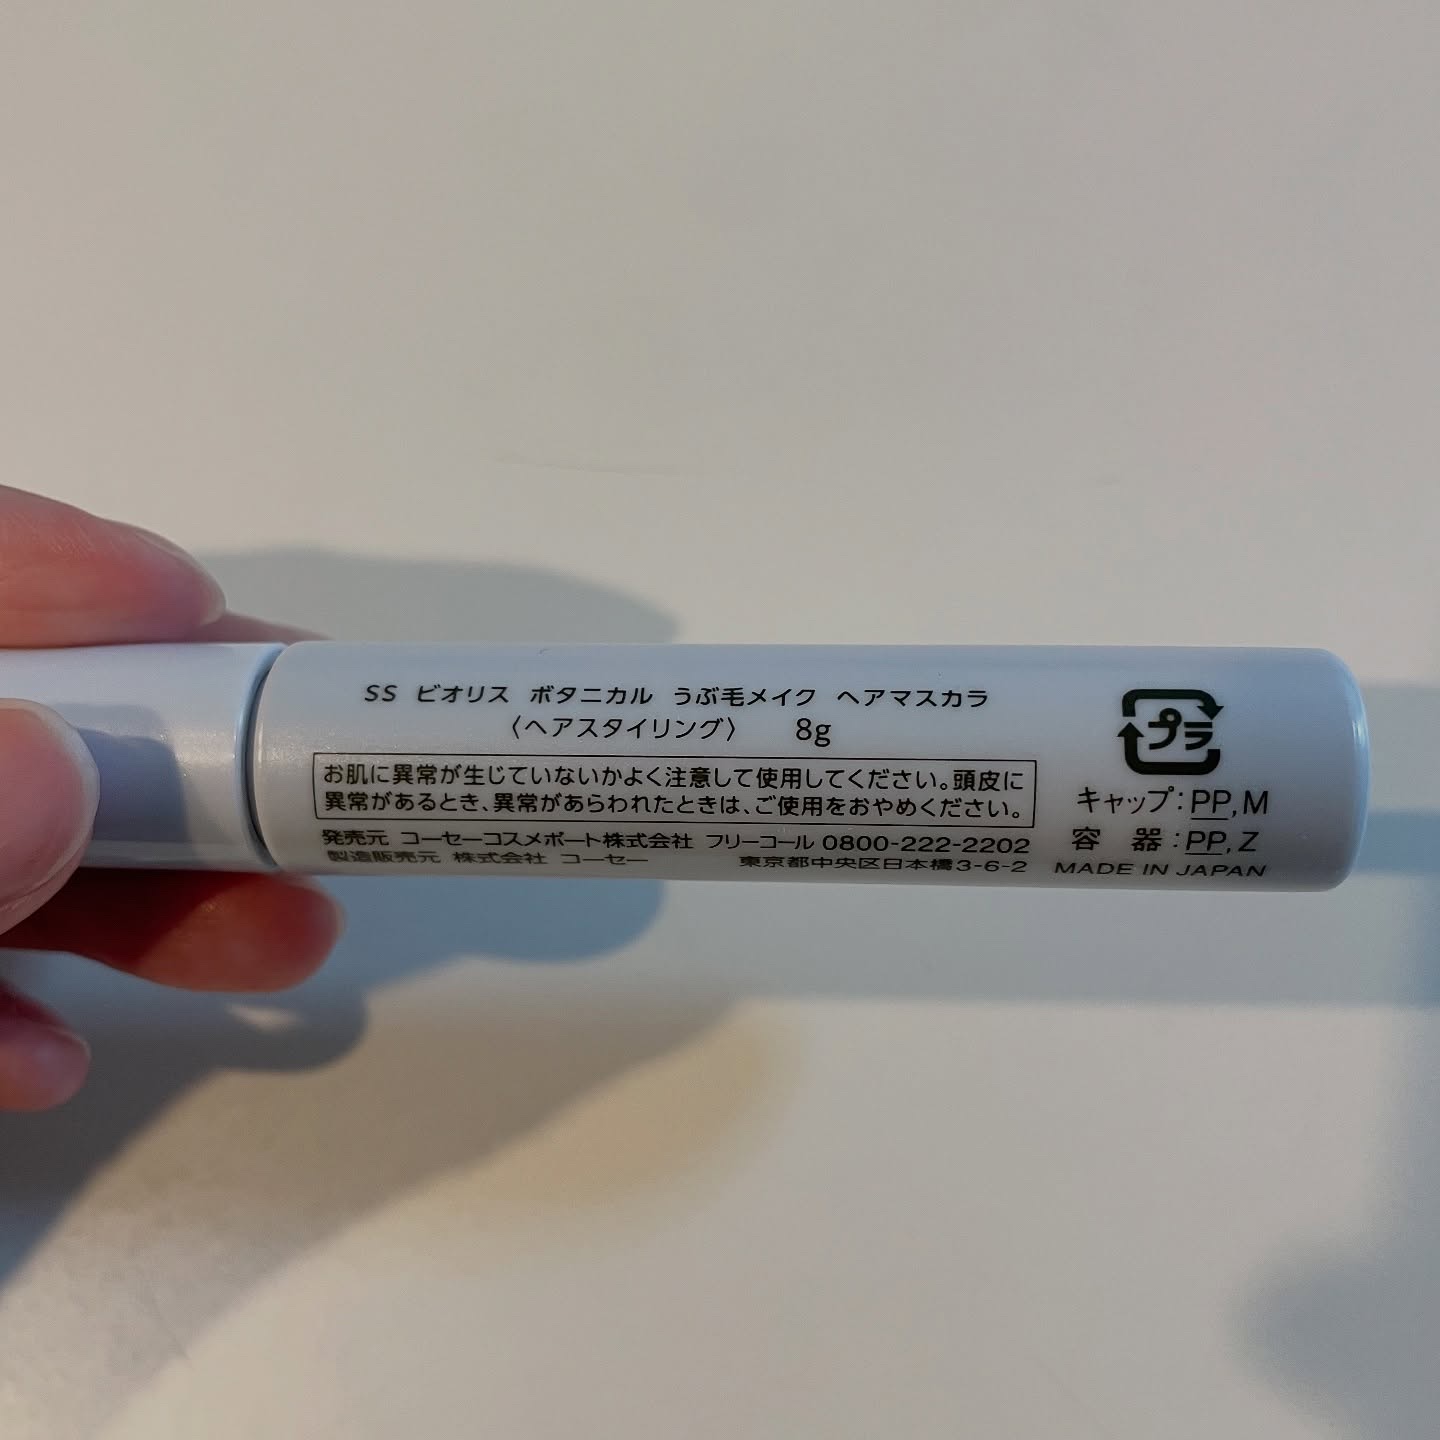 SS ビオリス ボタニカル うぶ毛メイク ヘアマスカラ
〈ヘアスタイリング〉 8g
お肌に異常が生じていないかよく注意して使用してください。頭皮に
異常があるとき、異常があらわれたときは、ご使用をおやめください。
発売元 コーセーコスメポート株式会社 フリーコール 0800-222-2202
製造販売元 株式会社 コーセー 東京都中央区日本橋3-6-2
プラ
キャップ:PP,M
容 器:PP,Z
MADE IN JAPAN